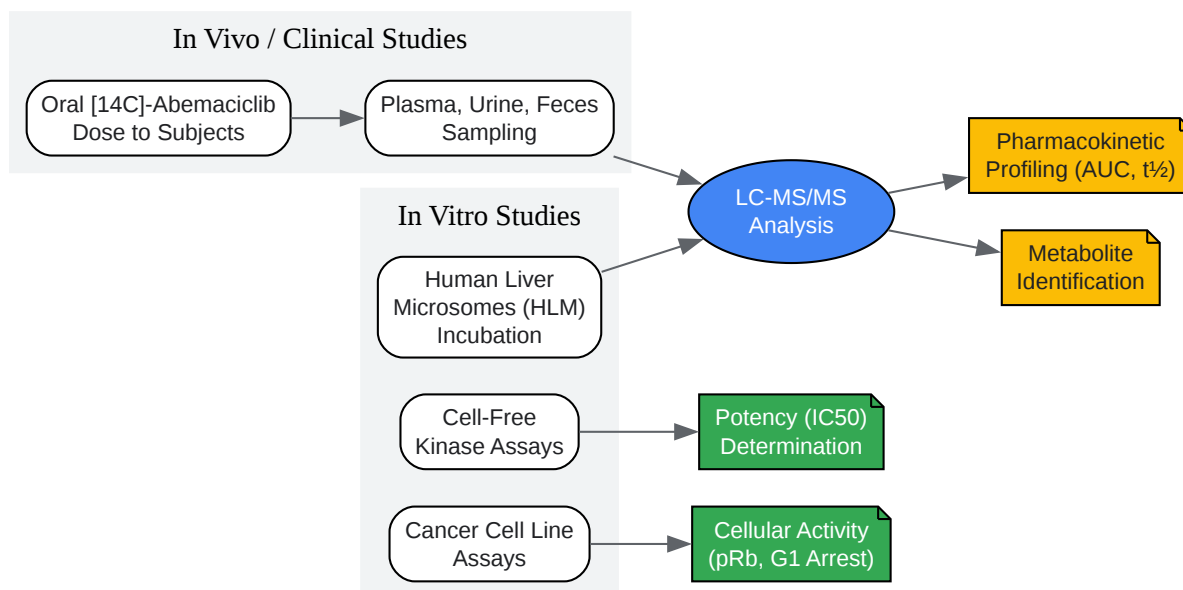 In Vivo / Clinical Studies
Oral [14C]-Abemaciclib
Dose to Subjects
Plasma, Urine, Feces
Sampling
In Vitro Studies
Human Liver
Microsomes (HLM)
Incubation
Cell-Free
Kinase Assays
Cancer Cell Line
Assays
LC-MS/MS
Analysis
Pharmacokinetic
Profiling (AUC, t½)
Metabolite
Identification
Potency (IC50)
Determination
Cellular Activity
(pRb, G1 Arrest)